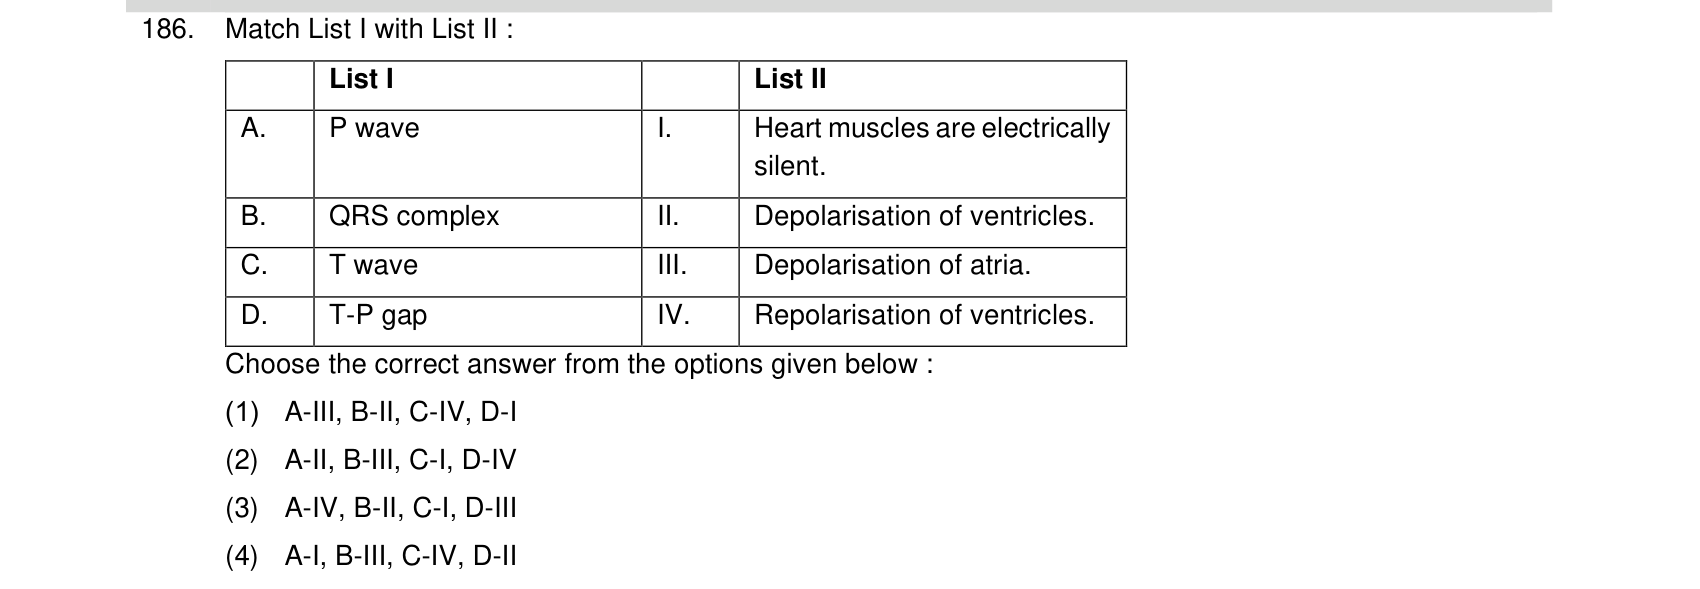 186. Match List I with List II :
List I List II
A. P wave I. Heart muscles are electrically
silent.
B. QRS complex II. Depolarisation of ventricles.
C. T wave III. Depolarisation of atria.
D. T-P gap IV. Repolarisation of ventricles.
Choose the correct answer from the options given below :
(1) A-III, B-II, C-IV, D-I
(2) A-II, B-III, C-I, D-IV
(3) A-IV, B-II, C-I, D-III
(4) A-I, B-III, C-IV, D-II